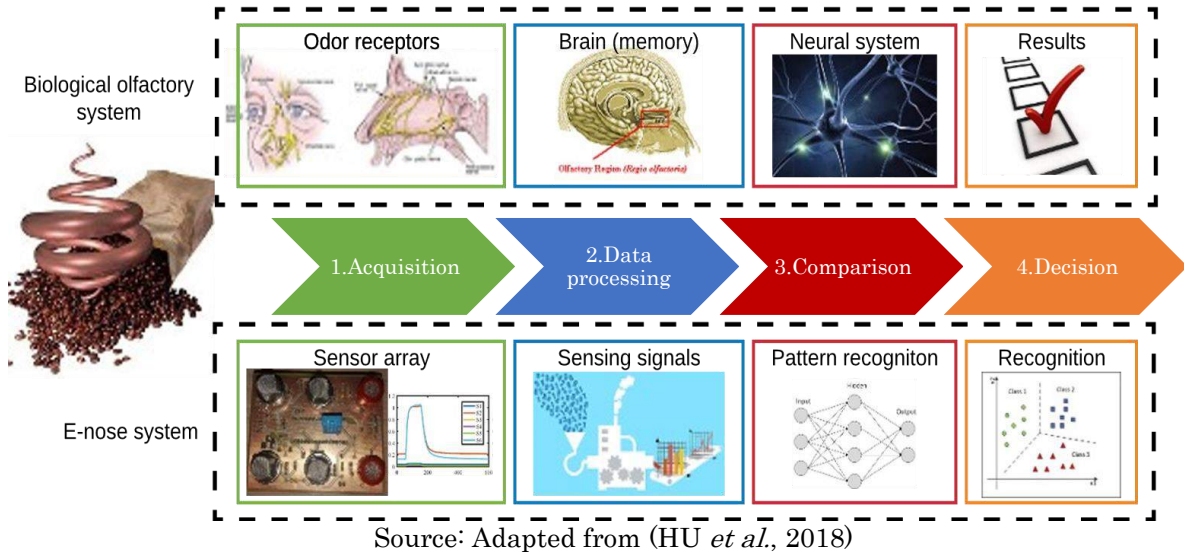 Odor receptors
Brain (memory)
Neural system
Results
Biological olfactory
system
Olfactory Region (Regio olfactoria)
1.Acquisition
2.Data
processing
3.Comparison
4.Decision
Sensor array
Sensing signals
Pattern recogniton
Recognition
Input
Hidden
Output
Class 1
Class 2
Class 3
E-nose system
Source: Adapted from (HU et al., 2018)